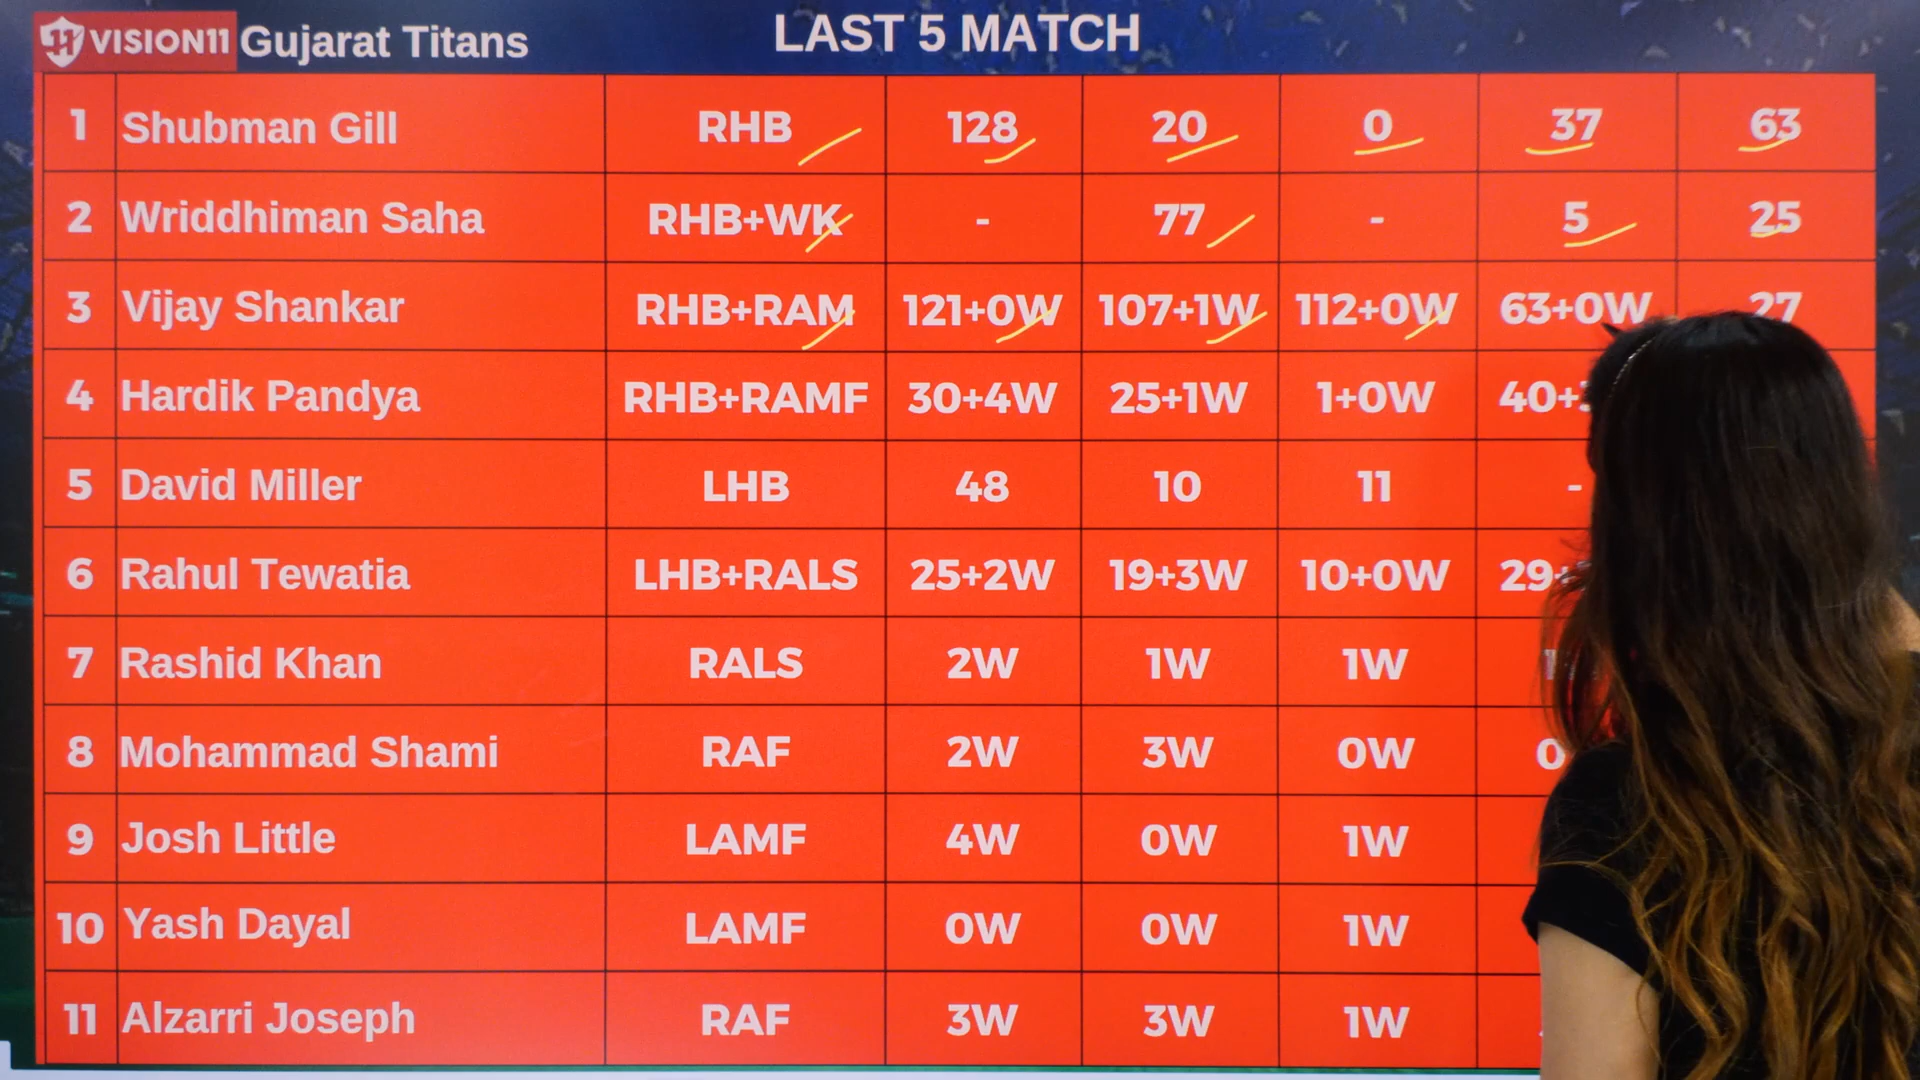 VISION11 Gujarat Titans LAST 5 MATCH
1 Shubman Gill RHB 128 20 0 37 63
2 Wriddhiman Saha RHB+WK - 77 - 5 25
3 Vijay Shankar RHB+RAM 121+0W 107+1W 112+0W 63+0W 27
4 Hardik Pandya RHB+RAMF 30+4W 25+1W 1+0W 40+
5 David Miller LHB 48 10 11 -
6 Rahul Tewatia LHB+RALS 25+2W 19+3W 10+0W 29+
7 Rashid Khan RALS 2W 1W 1W
8 Mohammad Shami RAF 2W 3W 0W 0
9 Josh Little LAMF 4W 0W 1W
10 Yash Dayal LAMF 0W 0W 1W
11 Alzarri Joseph RAF 3W 3W 1W